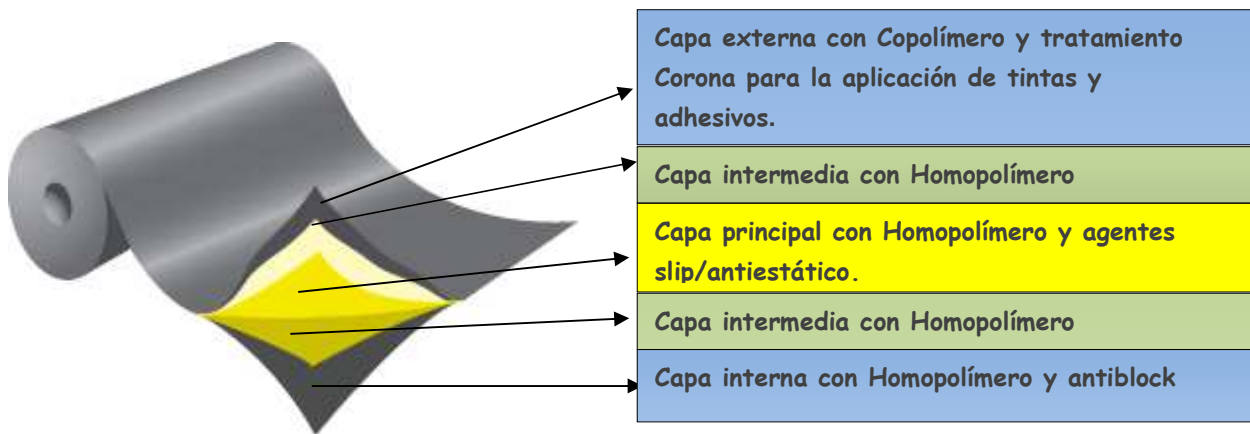 Capa externa con Copolímero y tratamiento
Corona para la aplicación de tintas y
adhesivos.
Capa intermedia con Homopolímero
Capa principal con Homopolímero y agentes
slip/antiestático.
Capa intermedia con Homopolímero
Capa interna con Homopolímero y antiblock